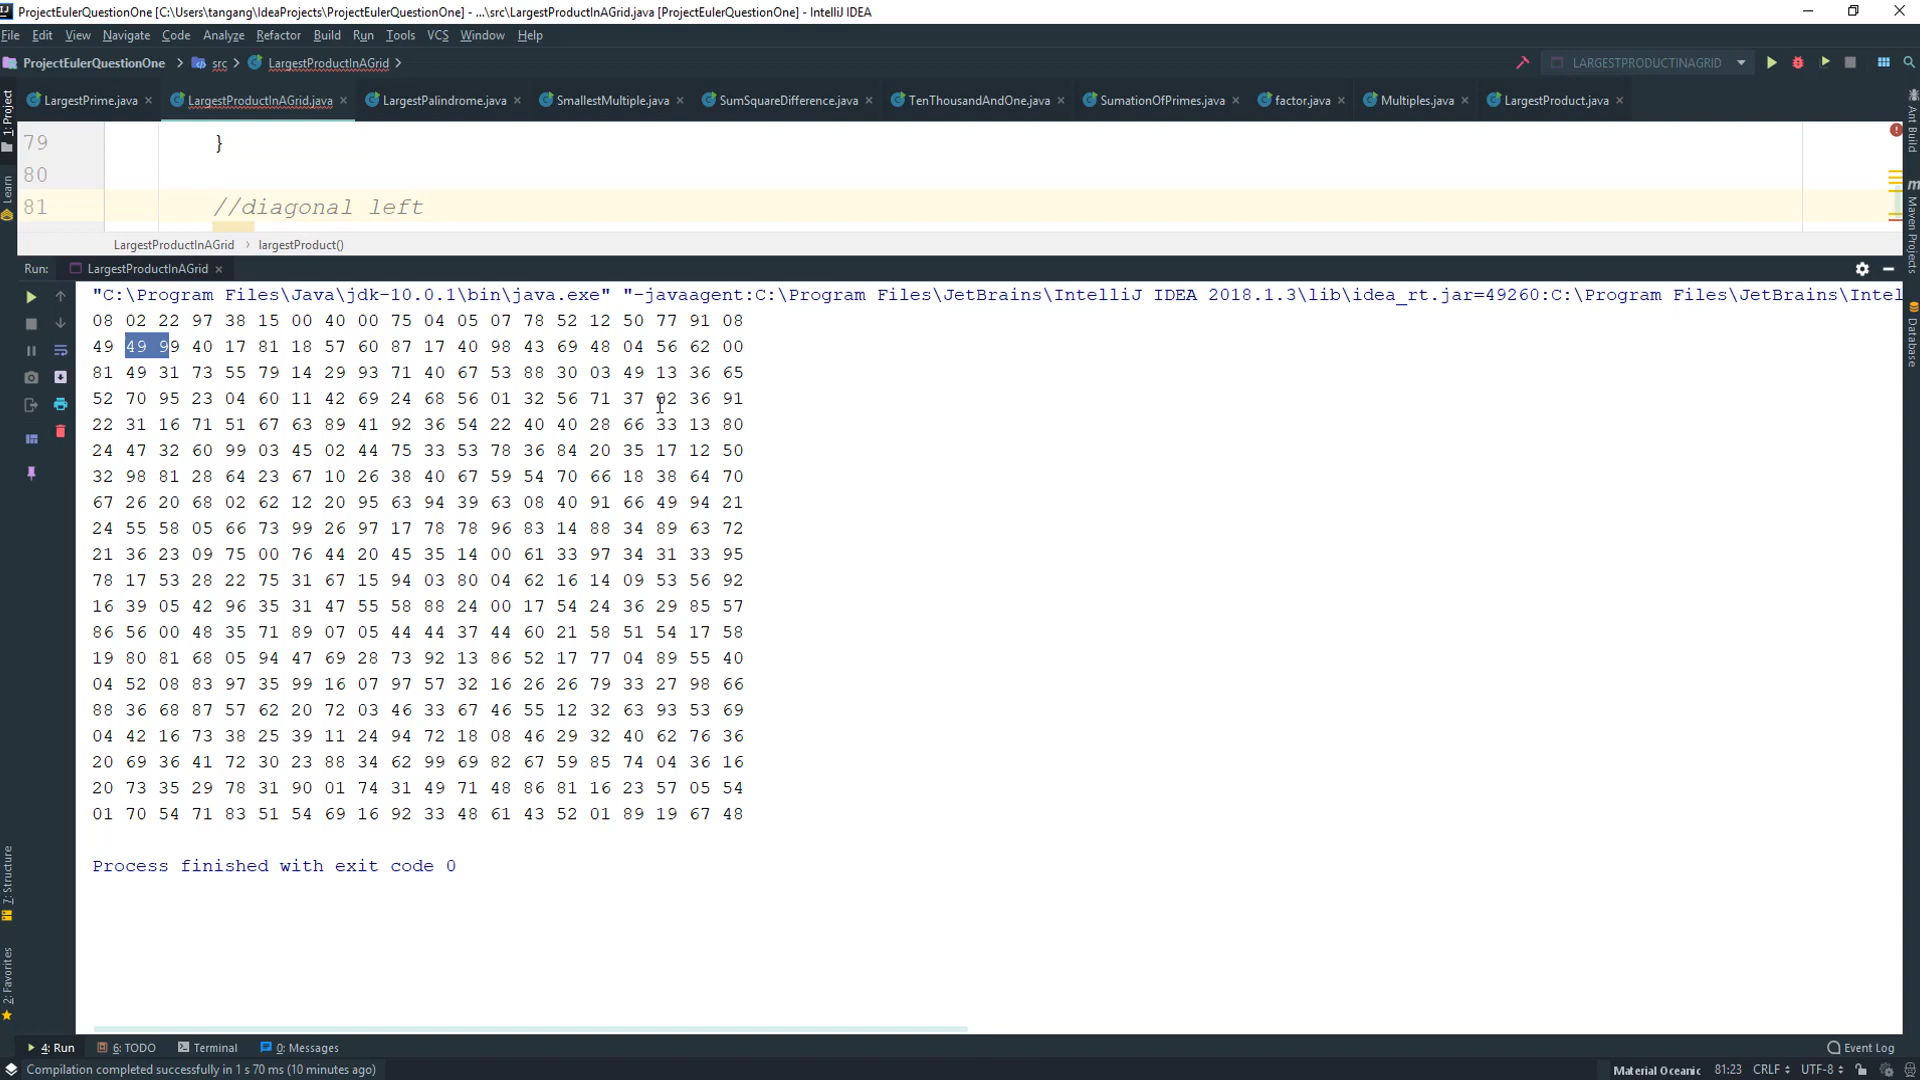 ProjectEulerQuestionOne [C:\Users\tangang\IdeaProjects\ProjectEulerQuestionOne] - ...\src\LargestProductInAGrid.java [ProjectEulerQuestionOne] - IntelliJ IDEA
File Edit View Navigate Code Analyze Refactor Build Run Tools VCS Window Help
ProjectEulerQuestionOne src LargestProductInAGrid LARGESTPRODUCTINAGRID
LargestPrime.java LargestProductInAGrid.java LargestPalindrome.java SmallestMultiple.java SumSquareDifference.java TenThousandAndOne.java SumationOfPrimes.java factor.java Multiples.java LargestProduct.java
1: Project
Learn
Ant Build
Maven Projects
Database
79 }
80
81 //diagonal left
LargestProductInAGrid largestProduct()
Run: LargestProductInAGrid
"C:\Program Files\Java\jdk-10.0.1\bin\java.exe" "-javaagent:C:\Program Files\JetBrains\IntelliJ IDEA 2018.1.3\lib\idea_rt.jar=49260:C:\Program Files\JetBrains\Intel
08 02 22 97 38 15 00 40 00 75 04 05 07 78 52 12 50 77 91 08
49 49 99 40 17 81 18 57 60 87 17 40 98 43 69 48 04 56 62 00
81 49 31 73 55 79 14 29 93 71 40 67 53 88 30 03 49 13 36 65
52 70 95 23 04 60 11 42 69 24 68 56 01 32 56 71 37 02 36 91
22 31 16 71 51 67 63 89 41 92 36 54 22 40 40 28 66 33 13 80
24 47 32 60 99 03 45 02 44 75 33 53 78 36 84 20 35 17 12 50
32 98 81 28 64 23 67 10 26 38 40 67 59 54 70 66 18 38 64 70
67 26 20 68 02 62 12 20 95 63 94 39 63 08 40 91 66 49 94 21
24 55 58 05 66 73 99 26 97 17 78 78 96 83 14 88 34 89 63 72
21 36 23 09 75 00 76 44 20 45 35 14 00 61 33 97 34 31 33 95
78 17 53 28 22 75 31 67 15 94 03 80 04 62 16 14 09 53 56 92
16 39 05 42 96 35 31 47 55 58 88 24 00 17 54 24 36 29 85 57
86 56 00 48 35 71 89 07 05 44 44 37 44 60 21 58 51 54 17 58
19 80 81 68 05 94 47 69 28 73 92 13 86 52 17 77 04 89 55 40
04 52 08 83 97 35 99 16 07 97 57 32 16 26 26 79 33 27 98 66
88 36 68 87 57 62 20 72 03 46 33 67 46 55 12 32 63 93 53 69
04 42 16 73 38 25 39 11 24 94 72 18 08 46 29 32 40 62 76 36
20 69 36 41 72 30 23 88 34 62 99 69 82 67 59 85 74 04 36 16
20 73 35 29 78 31 90 01 74 31 49 71 48 86 81 16 23 57 05 54
01 70 54 71 83 51 54 69 16 92 33 48 61 43 52 01 89 19 67 48
Process finished with exit code 0
7: Structure
2: Favorites
4: Run 6: TODO Terminal 0: Messages Event Log
Compilation completed successfully in 1 s 70 ms (10 minutes ago) Material Oceanic 81:23 CRLF UTF-8